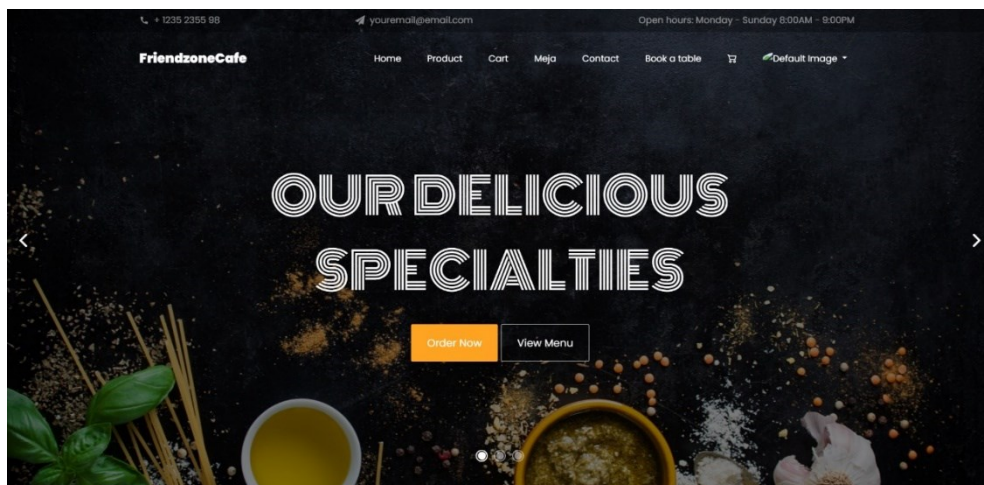 + 1235 2355 98
youremail@email.com
Open hours: Monday - Sunday 8:00AM - 9:00PM
FriendzoneCafe
Home
Product
Cart
Meja
Contact
Book a table
Default Image
OUR DELICIOUS
SPECIALTIES
Order Now
View Menu